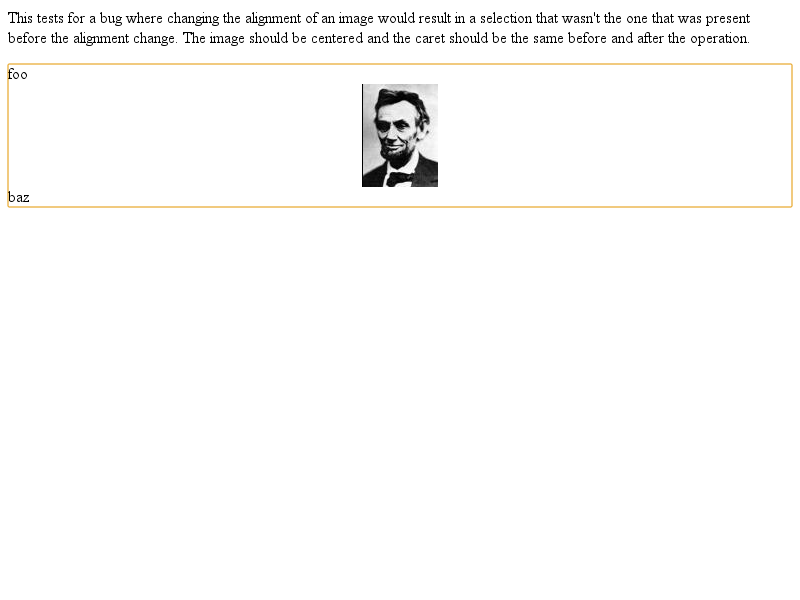 This tests for a bug where changing the alignment of an image would result in a selection that wasn't the one that was present
before the alignment change. The image should be centered and the caret should be the same before and after the operation.
foo
baz